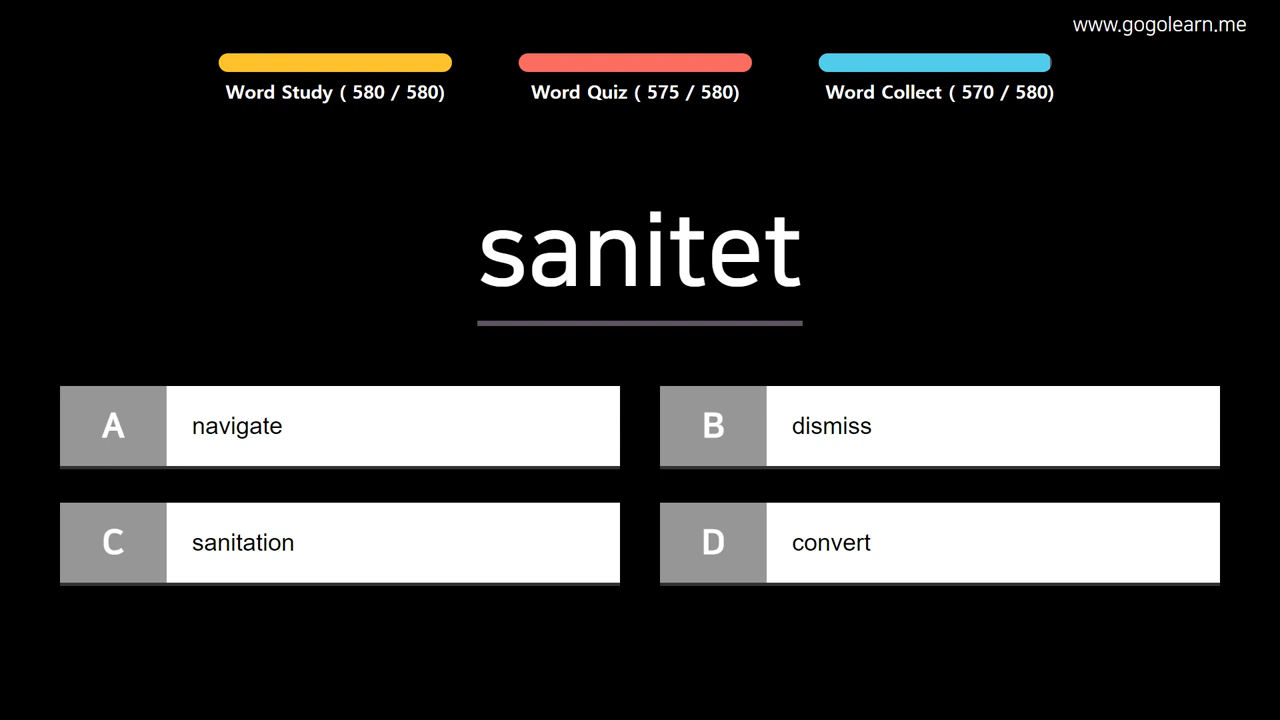 www.gogolearn.me
Word Study ( 580 / 580)
Word Quiz ( 575 / 580)
Word Collect ( 570 / 580)
sanitet
A navigate
B dismiss
C sanitation
D convert